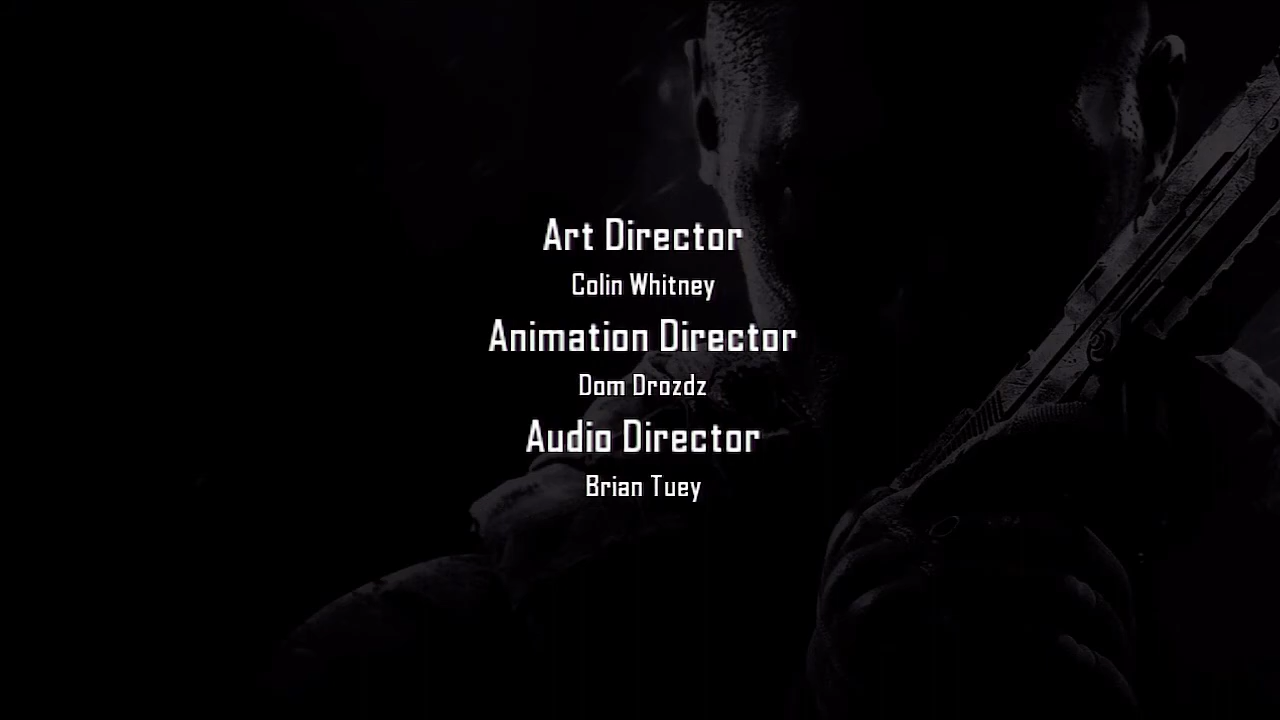 Art Director
Colin Whitney
Animation Director
Dom Drozdz
Audio Director
Brian Tuey